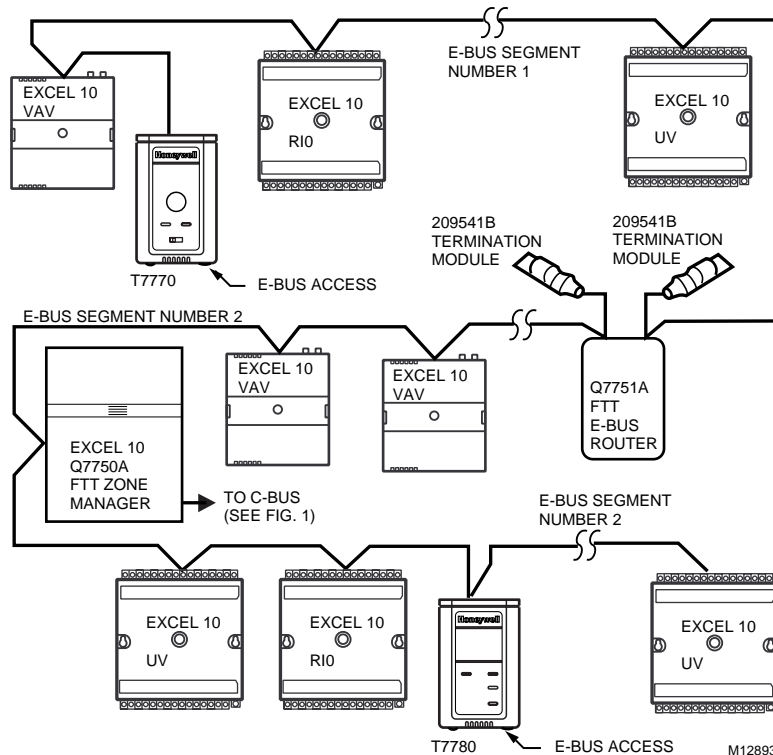 E-BUS SEGMENT
NUMBER 1
EXCEL 10
VAV
EXCEL 10
RI0
EXCEL 10
UV
Honeywell
T7770
E-BUS ACCESS
209541B
TERMINATION
MODULE
209541B
TERMINATION
MODULE
E-BUS SEGMENT NUMBER 2
EXCEL 10
VAV
EXCEL 10
VAV
Q7751A
FTT
E-BUS
ROUTER
EXCEL 10
Q7750A
FTT ZONE
MANAGER
TO C-BUS
(SEE FIG. 1)
E-BUS SEGMENT
NUMBER 2
EXCEL 10
UV
EXCEL 10
RI0
Honeywell
EXCEL 10
UV
T7780
E-BUS ACCESS
M12893